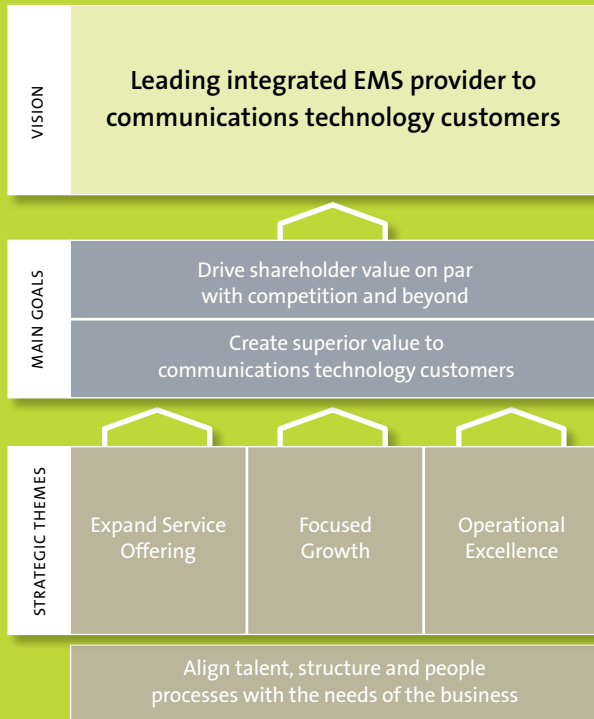 VISION
Leading integrated EMS provider to
communications technology customers
MAIN GOALS
Drive shareholder value on par
with competition and beyond
Create superior value to
communications technology customers
STRATEGIC THEMES
Expand Service
Offering
Focused
Growth
Operational
Excellence
Align talent, structure and people
processes with the needs of the business